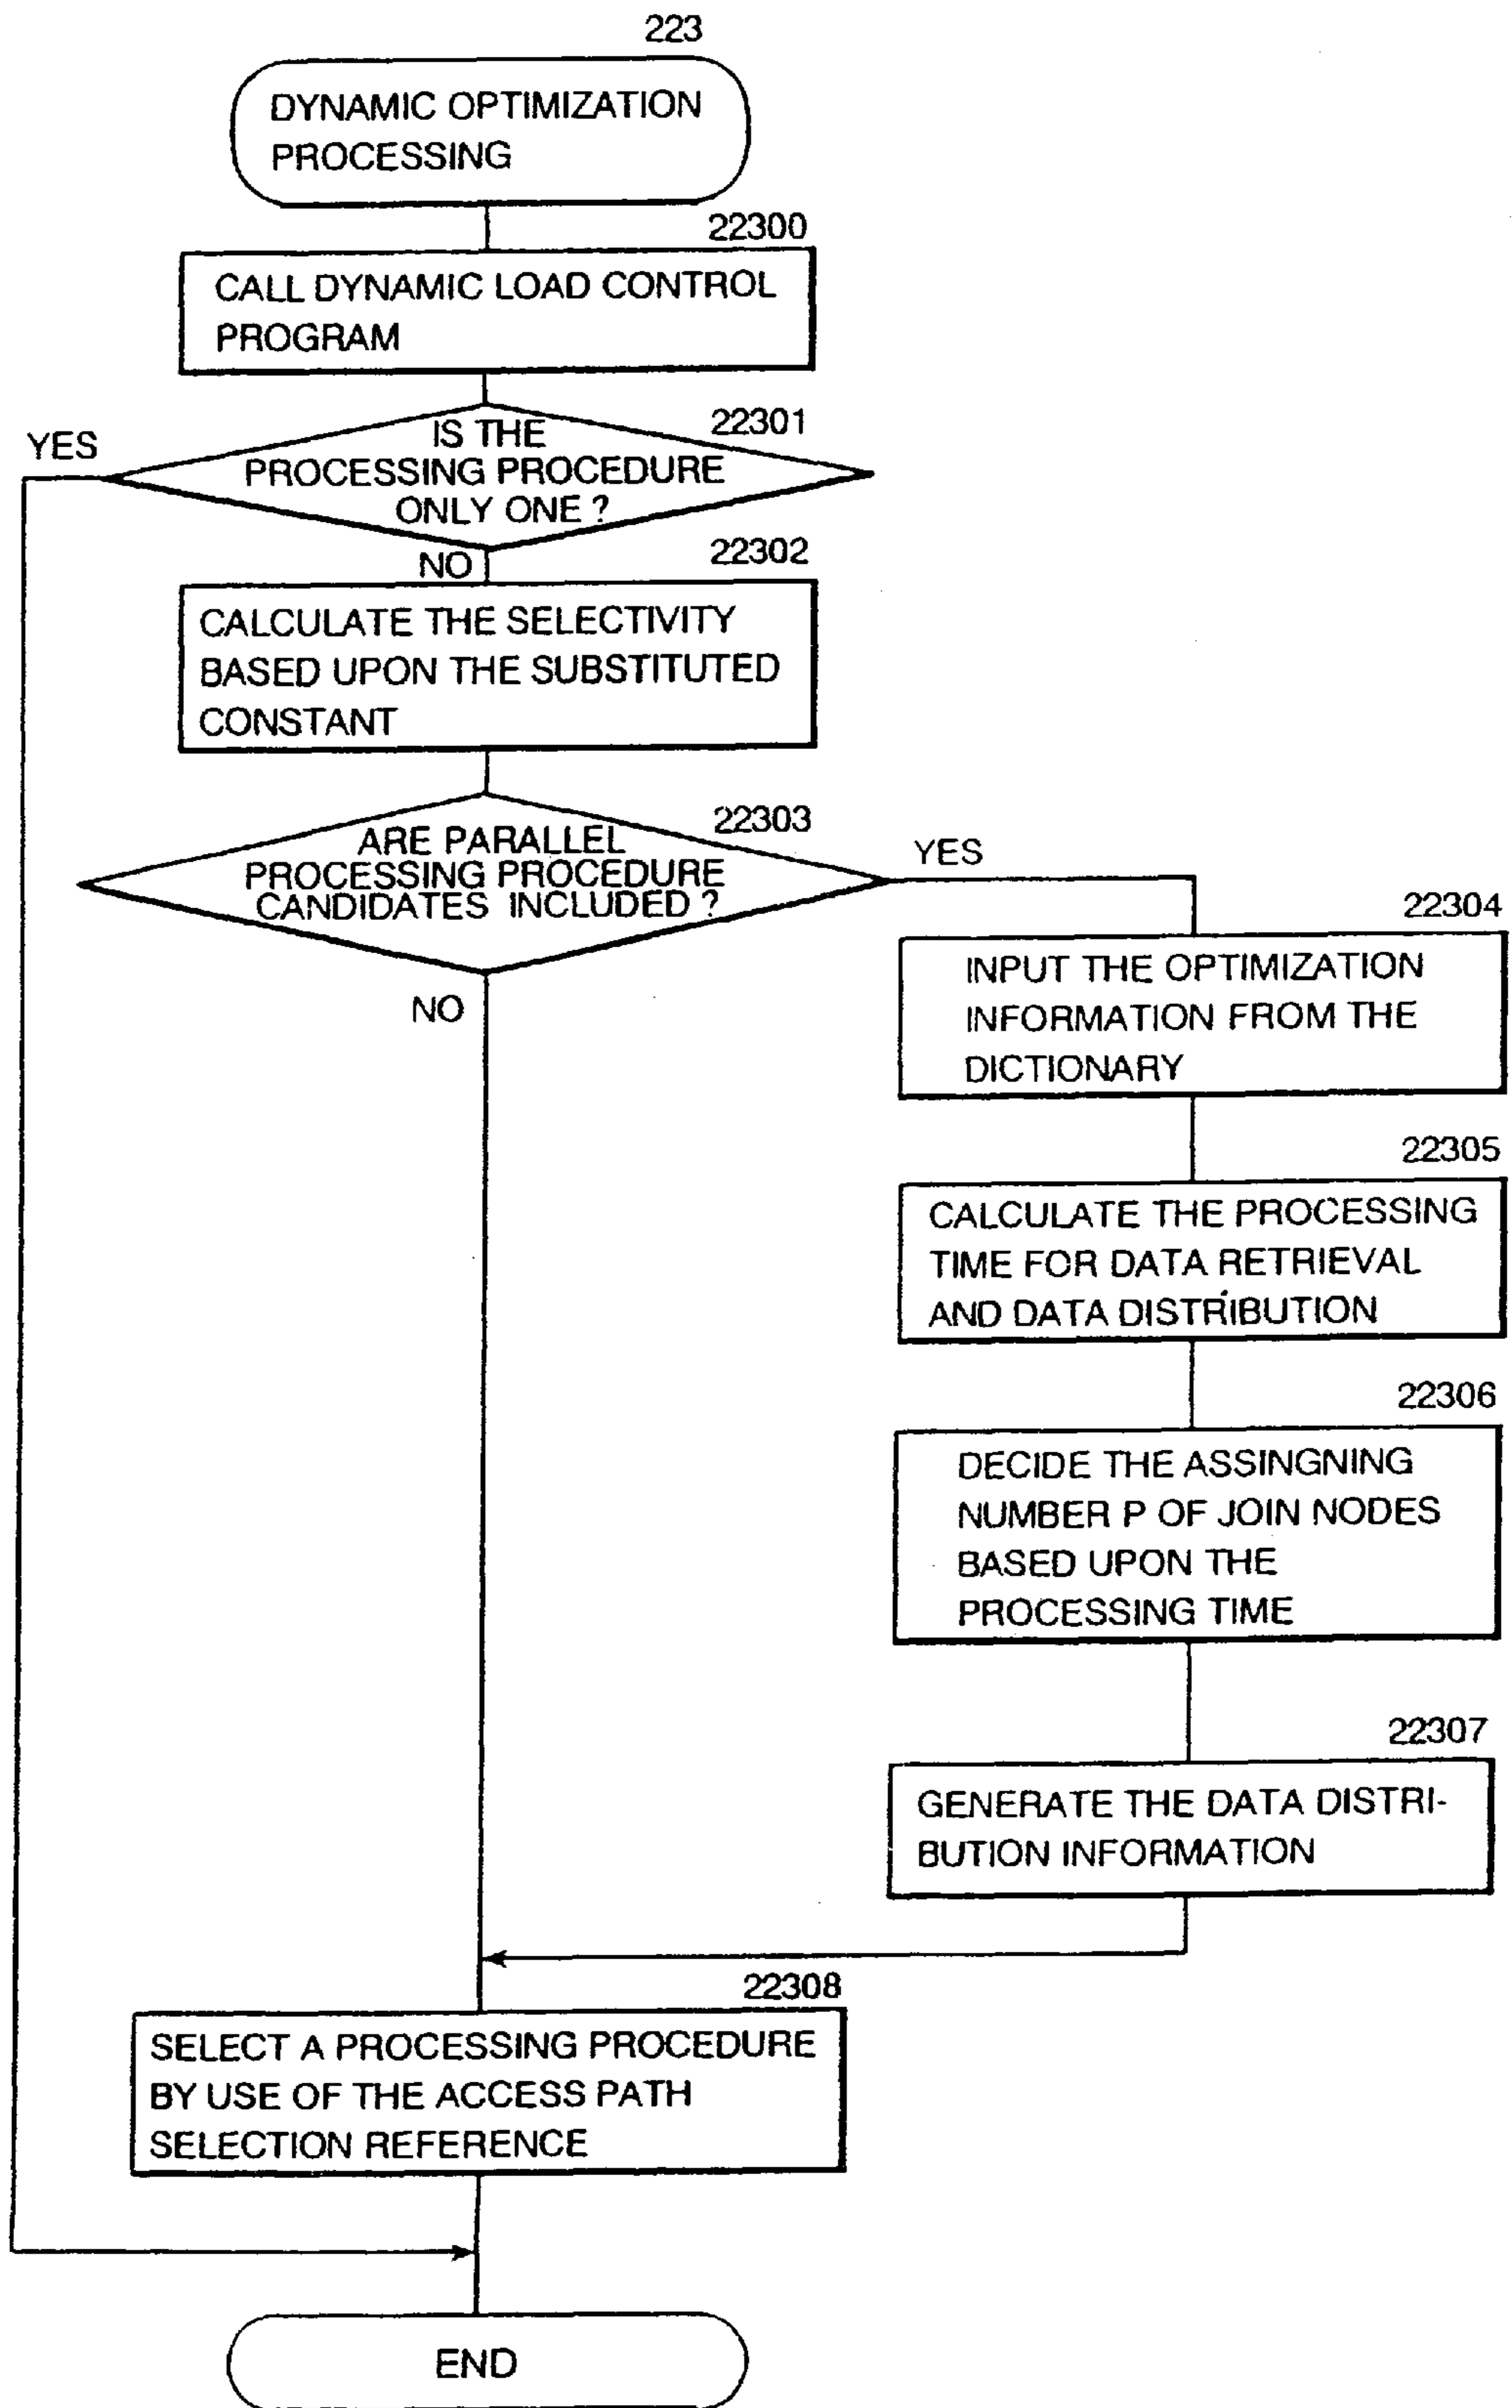 223
DYNAMIC OPTIMIZATION
PROCESSING
22300
CALL DYNAMIC LOAD CONTROL
PROGRAM
22301
YES
IS THE
PROCESSING PROCEDURE
ONLY ONE ?
NO
22302
CALCULATE THE SELECTIVITY
BASED UPON THE SUBSTITUTED
CONSTANT
22303
ARE PARALLEL
PROCESSING PROCEDURE
CANDIDATES INCLUDED ?
YES
NO
22304
INPUT THE OPTIMIZATION
INFORMATION FROM THE
DICTIONARY
22305
CALCULATE THE PROCESSING
TIME FOR DATA RETRIEVAL
AND DATA DISTRIBUTION
22306
DECIDE THE ASSINGNING
NUMBER P OF JOIN NODES
BASED UPON THE
PROCESSING TIME
22307
GENERATE THE DATA DISTRI-
BUTION INFORMATION
22308
SELECT A PROCESSING PROCEDURE
BY USE OF THE ACCESS PATH
SELECTION REFERENCE
END